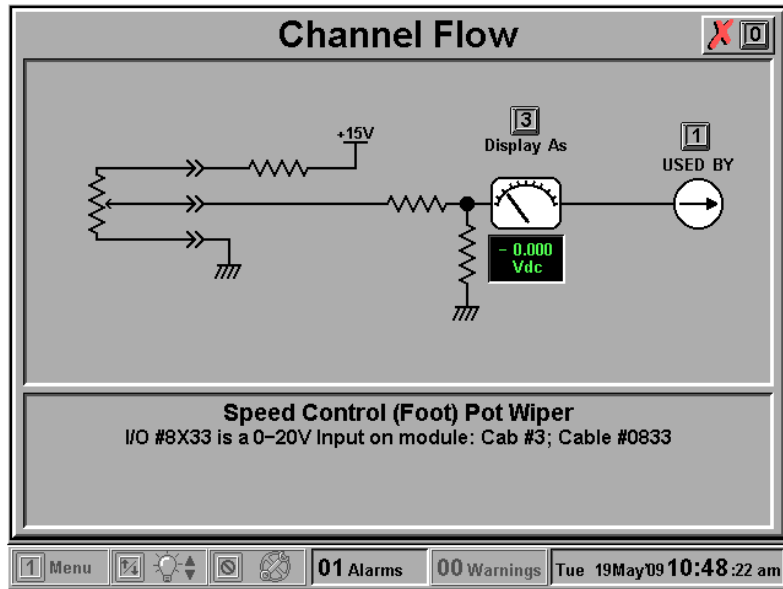 Channel Flow
0
+15V
3
Display As
1
USED BY
- 0.000
Vdc
Speed Control (Foot) Pot Wiper
I/O #8X33 is a 0-20V Input on module: Cab #3; Cable #0833
1 Menu
01 Alarms
00 Warnings
Tue 19May'09 10:48:22 am